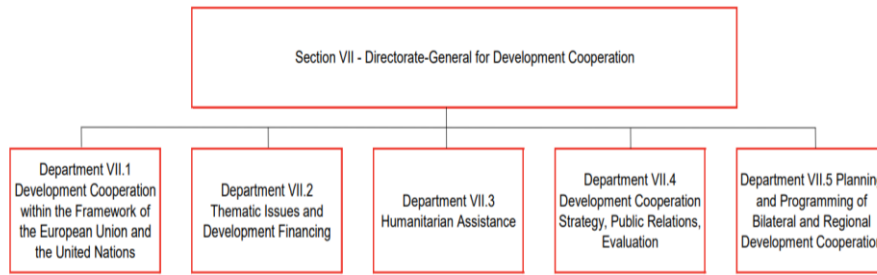 Section VII - Directorate-General for Development Cooperation
Department VII.1
Development Cooperation
within the Framework of
the European Union and
the United Nations
Department VII.2
Thematic Issues and
Development Financing
Department VII.3
Humanitarian Assistance
Department VII.4
Development Cooperation
Strategy, Public Relations,
Evaluation
Department VII.5 Planning
and Programming of
Bilateral and Regional
Development Cooperation